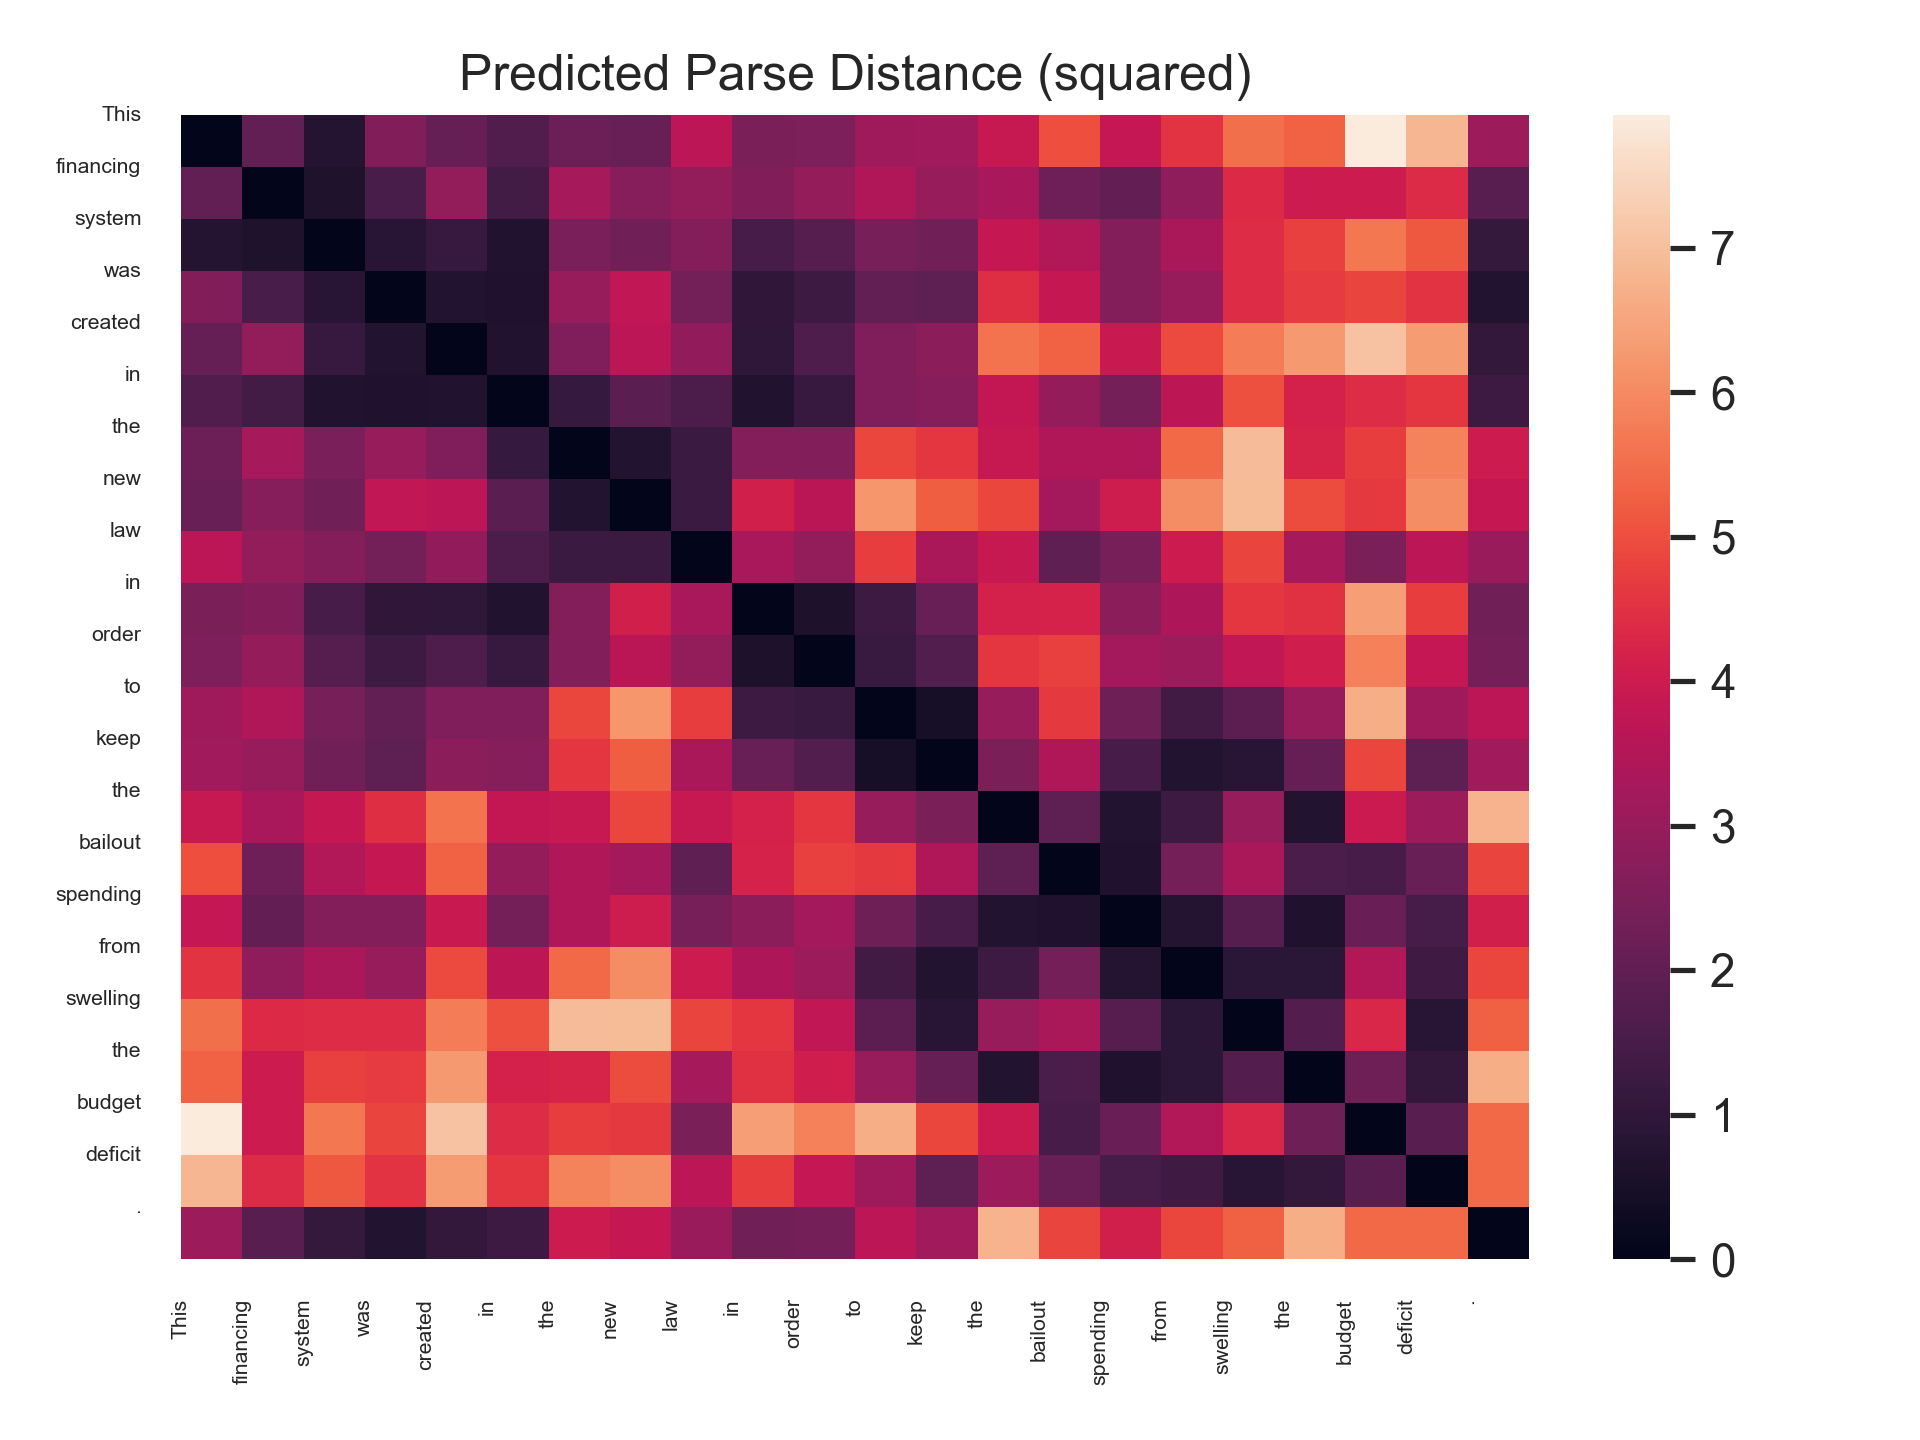 Predicted Parse Distance (squared)
This
financing
system
was
created
in
the
new
law
in
order
to
keep
the
bailout
spending
from
swelling
the
budget
deficit
.
7
6
5
4
3
2
1
0
This
financing
system
was
created
in
the
new
law
in
order
to
keep
the
bailout
spending
from
swelling
the
budget
deficit
.